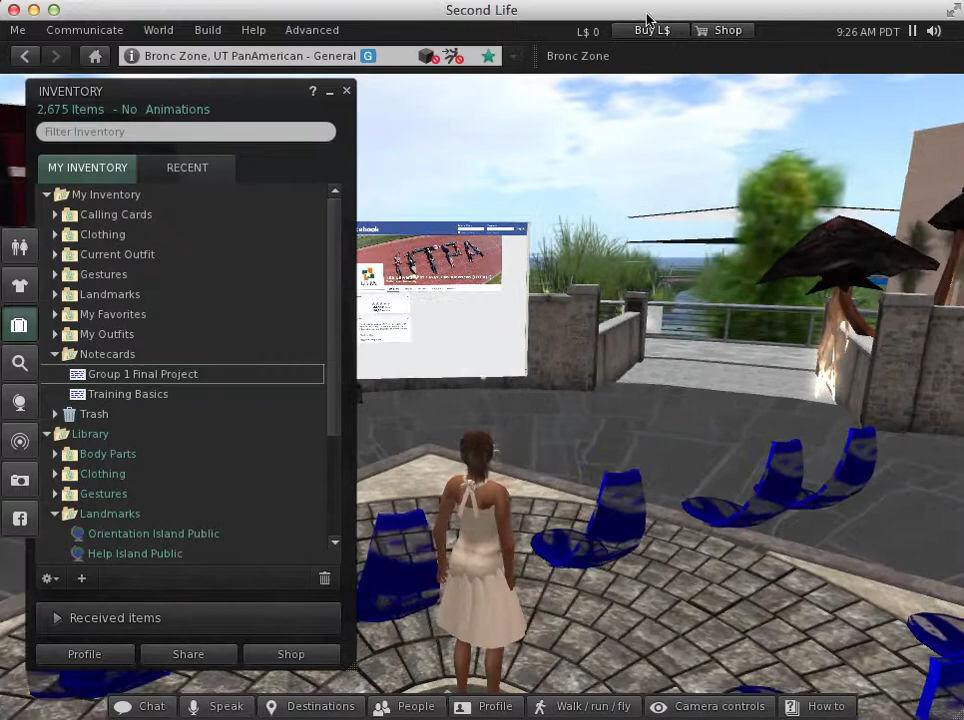 Second Life
Me Communicate World Build Help Advanced L$ 0 Buy L$ Shop 9:26 AM PDT
Bronc Zone, UT PanAmerican - General G Bronc Zone
INVENTORY ?
2,675 Items - No Animations
Filter Inventory
MY INVENTORY RECENT
My Inventory
Calling Cards
Clothing
Current Outfit
Gestures
Landmarks
My Favorites
My Outfits
Notecards
Group 1 Final Project
Training Basics
Trash
Library
Body Parts
Clothing
Gestures
Landmarks
Orientation Island Public
Help Island Public
Received items
Profile Share Shop
cebook
UTPA
Chat Speak Destinations People Profile Walk / run / fly Camera controls How to